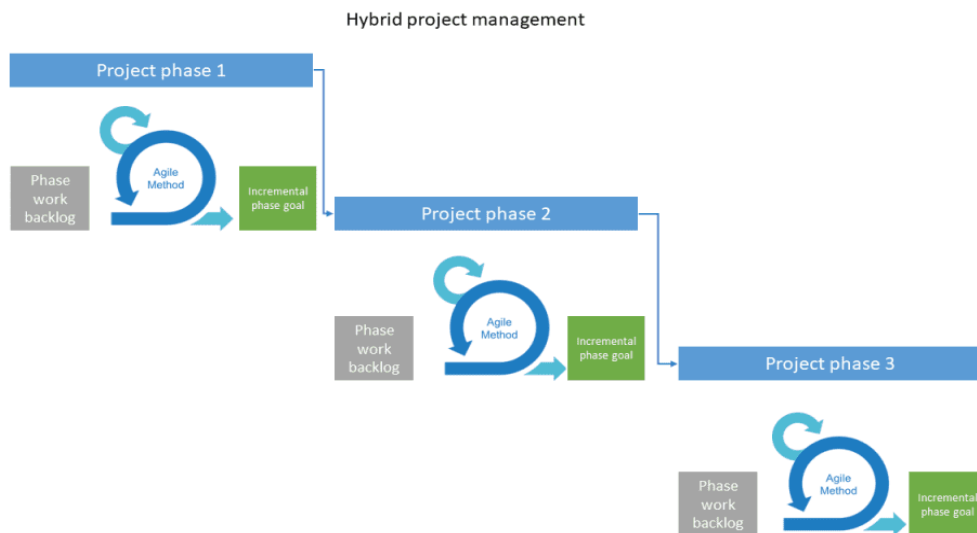 Hybrid project management
Project phase 1
Phase
work
backlog
Agile
Method
Incremental
phase goal
Project phase 2
Phase
work
backlog
Agile
Method
Incremental
phase goal
Project phase 3
Phase
work
backlog
Agile
Method
Incremental
phase goal